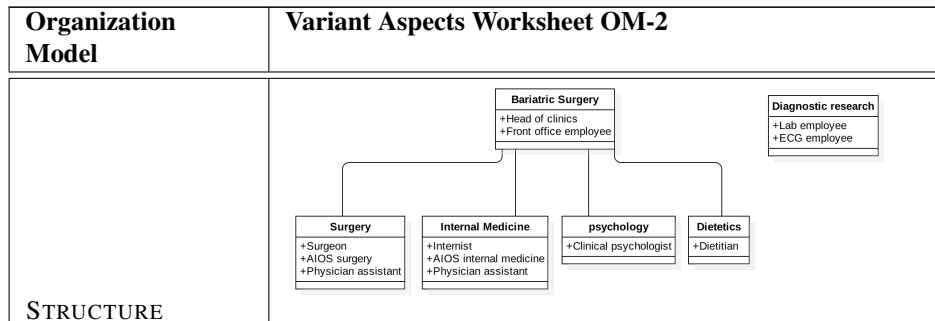 Organization
Model
Variant Aspects Worksheet OM-2
Bariatric Surgery
+Head of clinics
+Front office employee
Diagnostic research
+Lab employee
+ECG employee
Surgery
+Surgeon
+AIOS surgery
+Physician assistant
Internal Medicine
+Internist
+AIOS internal medicine
+Physician assistant
psychology
+Clinical psychologist
Dietetics
+Dietitian
STRUCTURE